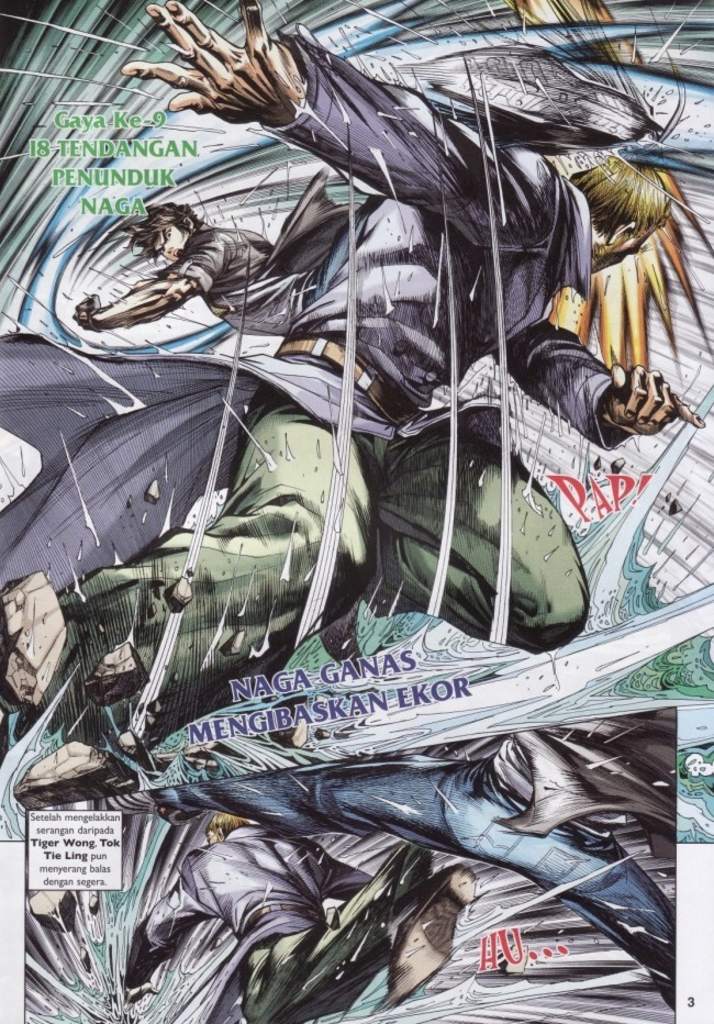 Gaya Ke-9
18 TENDANGAN
PENUNDUK
NAGA
PAP!
NAGA GANAS
MENGIBASKAN EKOR
Setelah mengelakkan
serangan daripada
Tiger Wong, Tok
Tie Ling pun
menyerang balas
dengan segera.
HU...
3